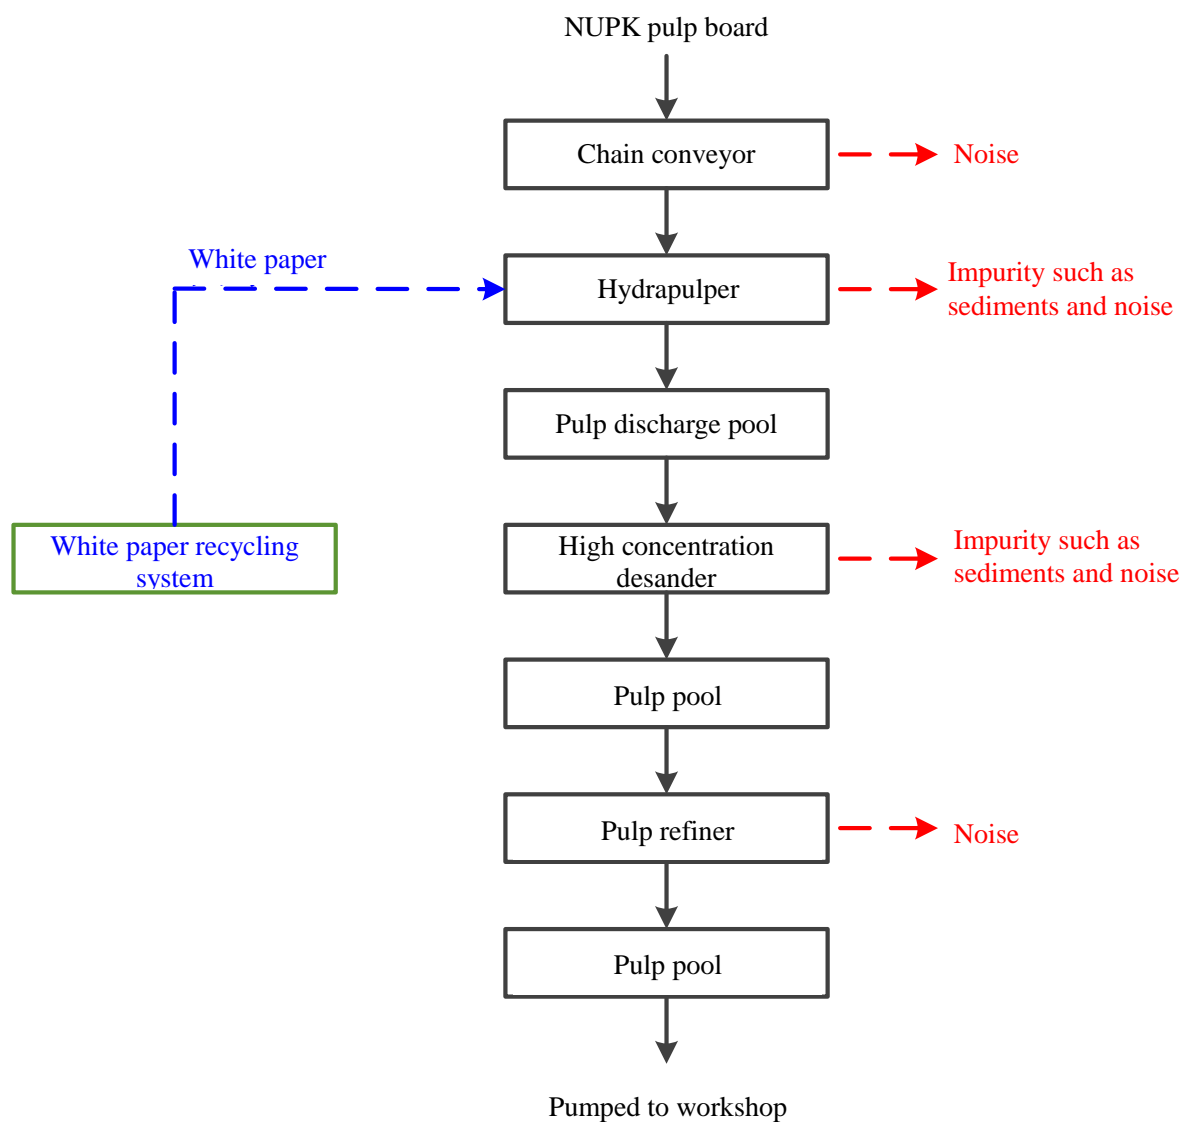 NUPK pulp board
Chain conveyor
Noise
White paper
Hydrapulper
Impurity such as
sediments and noise
Pulp discharge pool
White paper recycling
system
High concentration
desander
Impurity such as
sediments and noise
Pulp pool
Pulp refiner
Noise
Pulp pool
Pumped to workshop